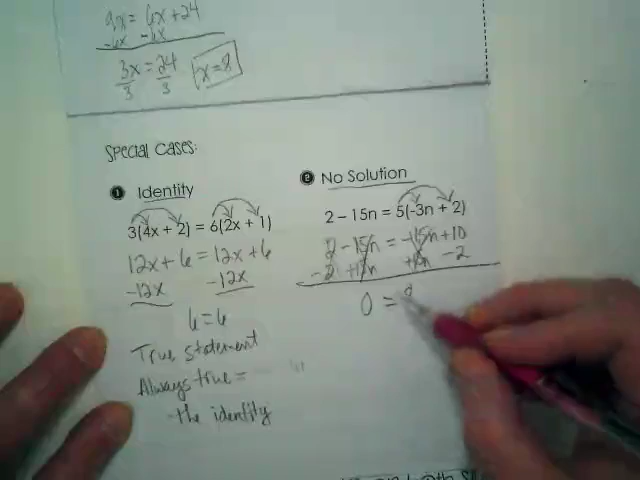 9x = 6x + 24
-6x -6x
3x = 24
3 3
x = 8
Special Cases:
1 Identity
3(4x + 2) = 6(2x + 1)
12x + 6 = 12x + 6
-12x -12x
6 = 6
True statement
Always true =
- the identity
2 No Solution
2 – 15n = 5(-3n + 2)
2 - 15n = -15n + 10
-2 +15n +15n -2
0 = 8